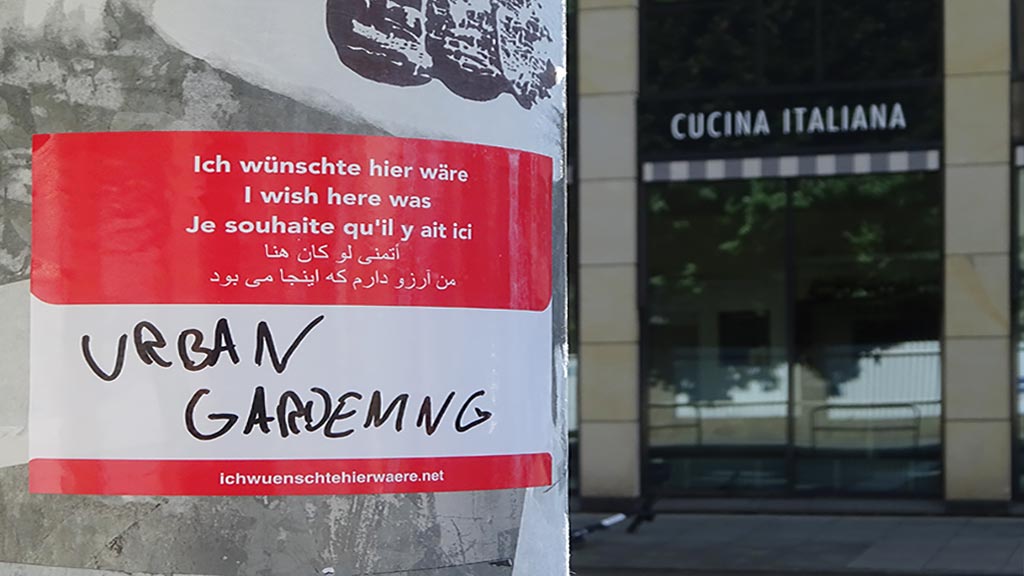 Ich wünschte hier wäre
I wish here was
Je souhaite qu'il y ait ici
أتمنى لو كان هنا
من آرزو دارم که اینجا می بود
URBAN
GARDENING
ichwuenschtehierwaere.net
CUCINA ITALIANA